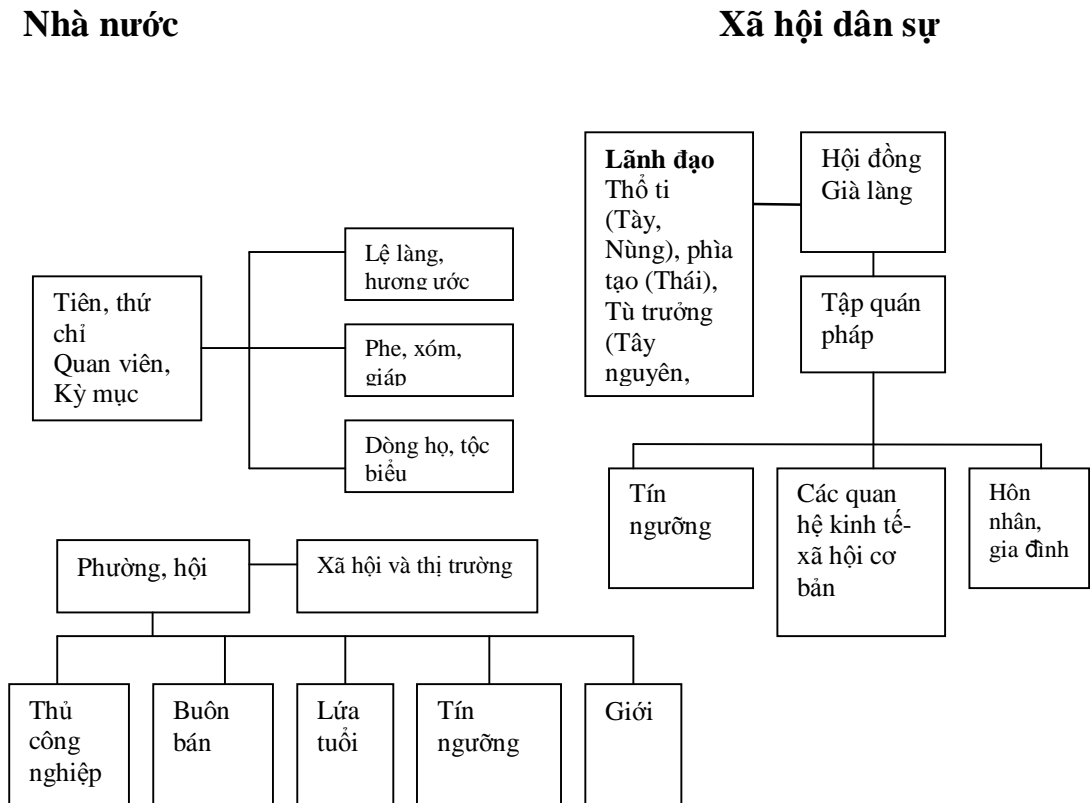 Nhà nước
Xã hội dân sự
Lãnh đạo
Thổ ti
(Tày,
Nùng), phìa
tạo (Thái),
Tù trưởng
(Tây
nguyên,
Hội đồng
Già làng
Tập quán
pháp
Tín
ngưỡng
Các quan
hệ kinh tế-
xã hội cơ
bản
Hôn
nhân,
gia đình
Tiên, thứ
chỉ
Quan viên,
Kỳ mục
Lệ làng,
hương ước
Phe, xóm,
giáp
Dòng họ, tộc
biểu
Phường, hội
Xã hội và thị trường
Thủ
công
nghiệp
Buôn
bán
Lứa
tuổi
Tín
ngưỡng
Giới